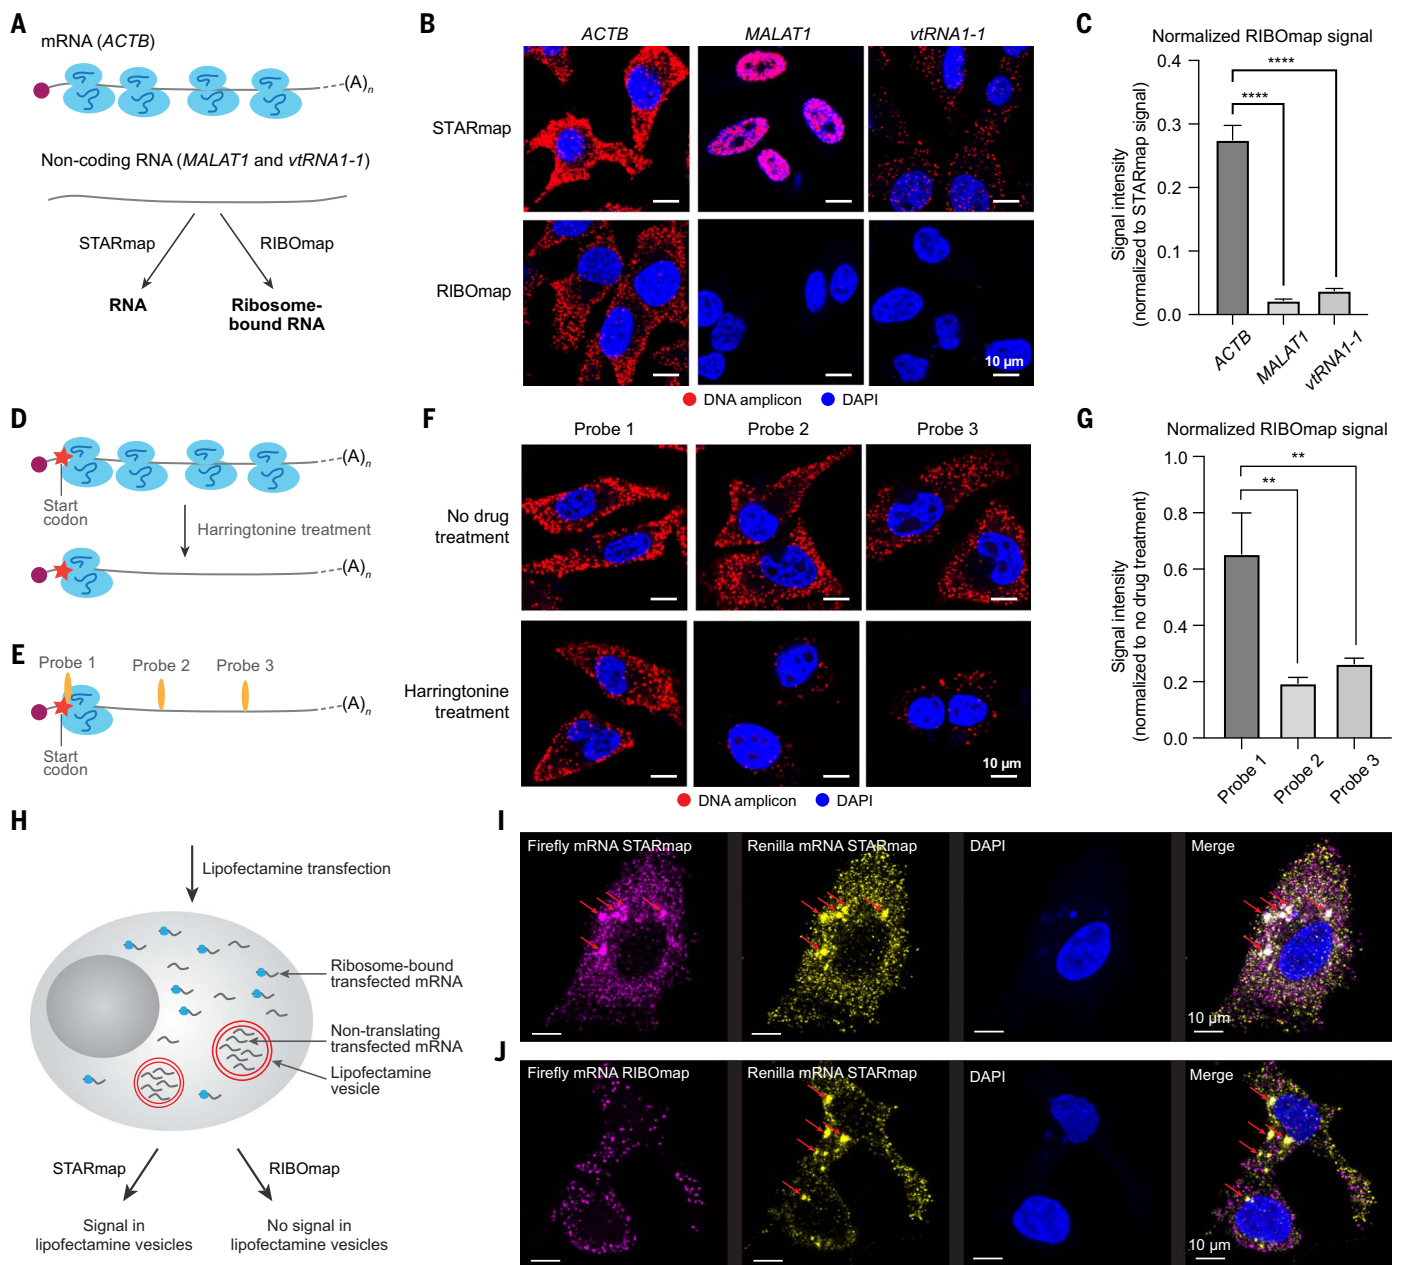 A
mRNA (ACTB)
(A)n
Non-coding RNA (MALAT1 and vtRNA1-1)
STARmap
RIBOmap
RNA
Ribosome-
bound RNA
B
ACTB
MALAT1
vtRNA1-1
STARmap
RIBOmap
10 µm
DNA amplicon
DAPI
C
Normalized RIBOmap signal
Signal intensity
(normalized to STARmap signal)
0.4
0.3
0.2
0.1
0.0
****
****
ACTB
MALAT1
vtRNA1-1
D
(A)n
Start
codon
Harringtonine treatment
(A)n
E
Probe 1
Probe 2
Probe 3
(A)n
Start
codon
F
Probe 1
Probe 2
Probe 3
No drug
treatment
Harringtonine
treatment
10 µm
DNA amplicon
DAPI
G
Normalized RIBOmap signal
Signal intensity
(normalized to no drug treatment)
1.0
0.8
0.6
0.4
0.2
0.0
**
**
Probe 1
Probe 2
Probe 3
H
Lipofectamine transfection
Ribosome-bound
transfected mRNA
Non-translating
transfected mRNA
Lipofectamine
vesicle
STARmap
RIBOmap
Signal in
lipofectamine vesicles
No signal in
lipofectamine vesicles
I
Firefly mRNA STARmap
Renilla mRNA STARmap
DAPI
Merge
10 µm
J
Firefly mRNA RIBOmap
Renilla mRNA STARmap
DAPI
Merge
10 µm